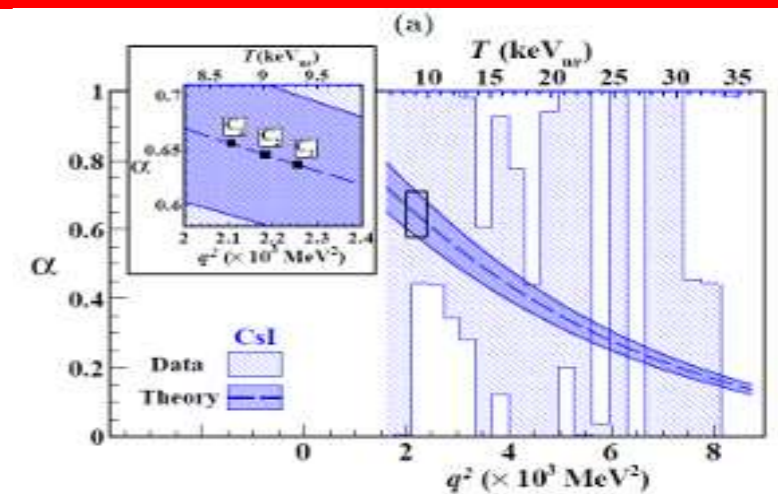 (a)
T (keVnr)
10 15 20 25 30 35
T (keVnr)
8.5 9 9.5
0.7
0.65
0.6
α
2 2.1 2.2 2.3 2.4
q² (× 10³ MeV²)
1
0.8
0.6
0.4
0.2
0
α
CsI
Data
Theory
0 2 4 6 8
q² (× 10³ MeV²)